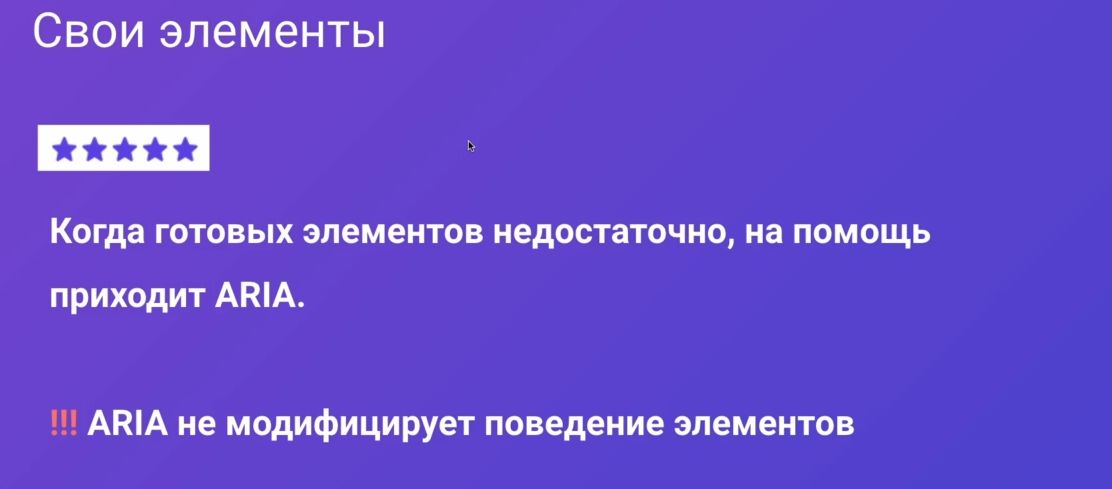 Свои элементы
Когда готовых элементов недостаточно, на помощь
приходит ARIA.
!!! ARIA не модифицирует поведение элементов